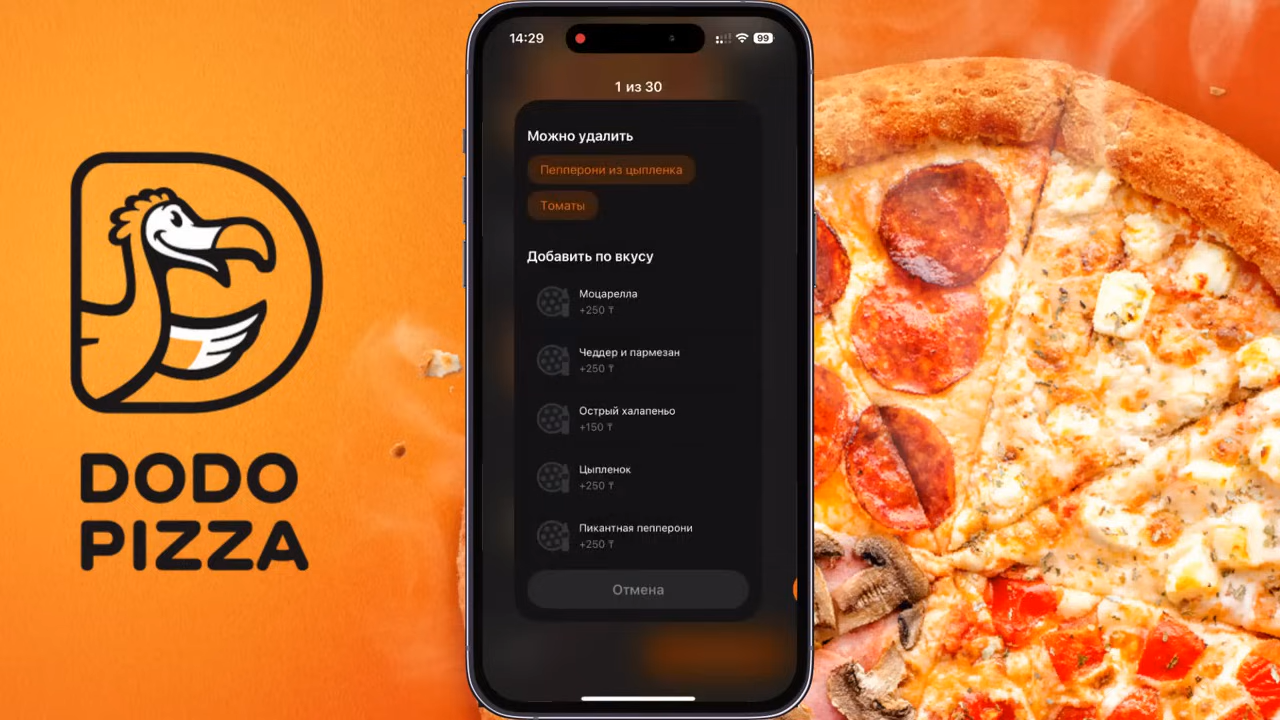 DODO
PIZZA
14:29
99
1 из 30
Можно удалить
Пепперони из цыпленка
Томаты
Добавить по вкусу
Моцарелла
+250 ₸
Чеддер и пармезан
+250 ₸
Острый халапеньо
+150 ₸
Цыпленок
+250 ₸
Пикантная пепперони
+250 ₸
Отмена